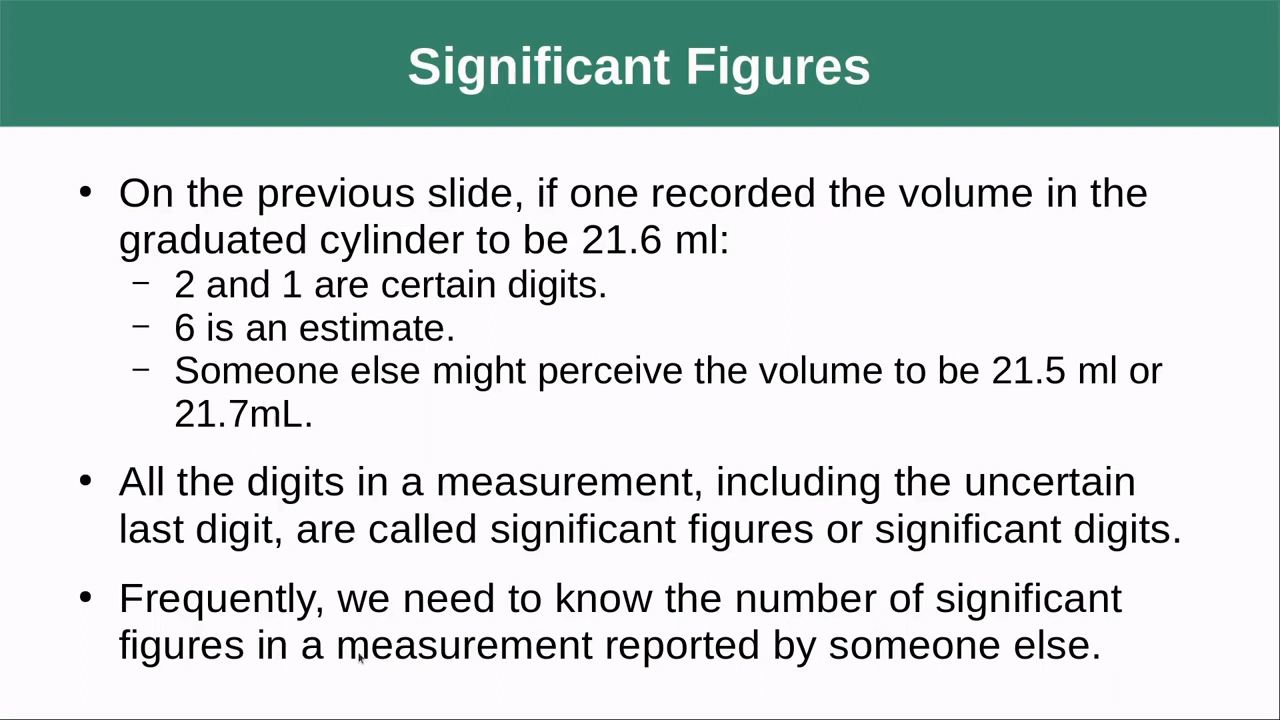 Significant Figures
• On the previous slide, if one recorded the volume in the
graduated cylinder to be 21.6 ml:
– 2 and 1 are certain digits.
– 6 is an estimate.
– Someone else might perceive the volume to be 21.5 ml or
21.7mL.
• All the digits in a measurement, including the uncertain
last digit, are called significant figures or significant digits.
• Frequently, we need to know the number of significant
figures in a measurement reported by someone else.